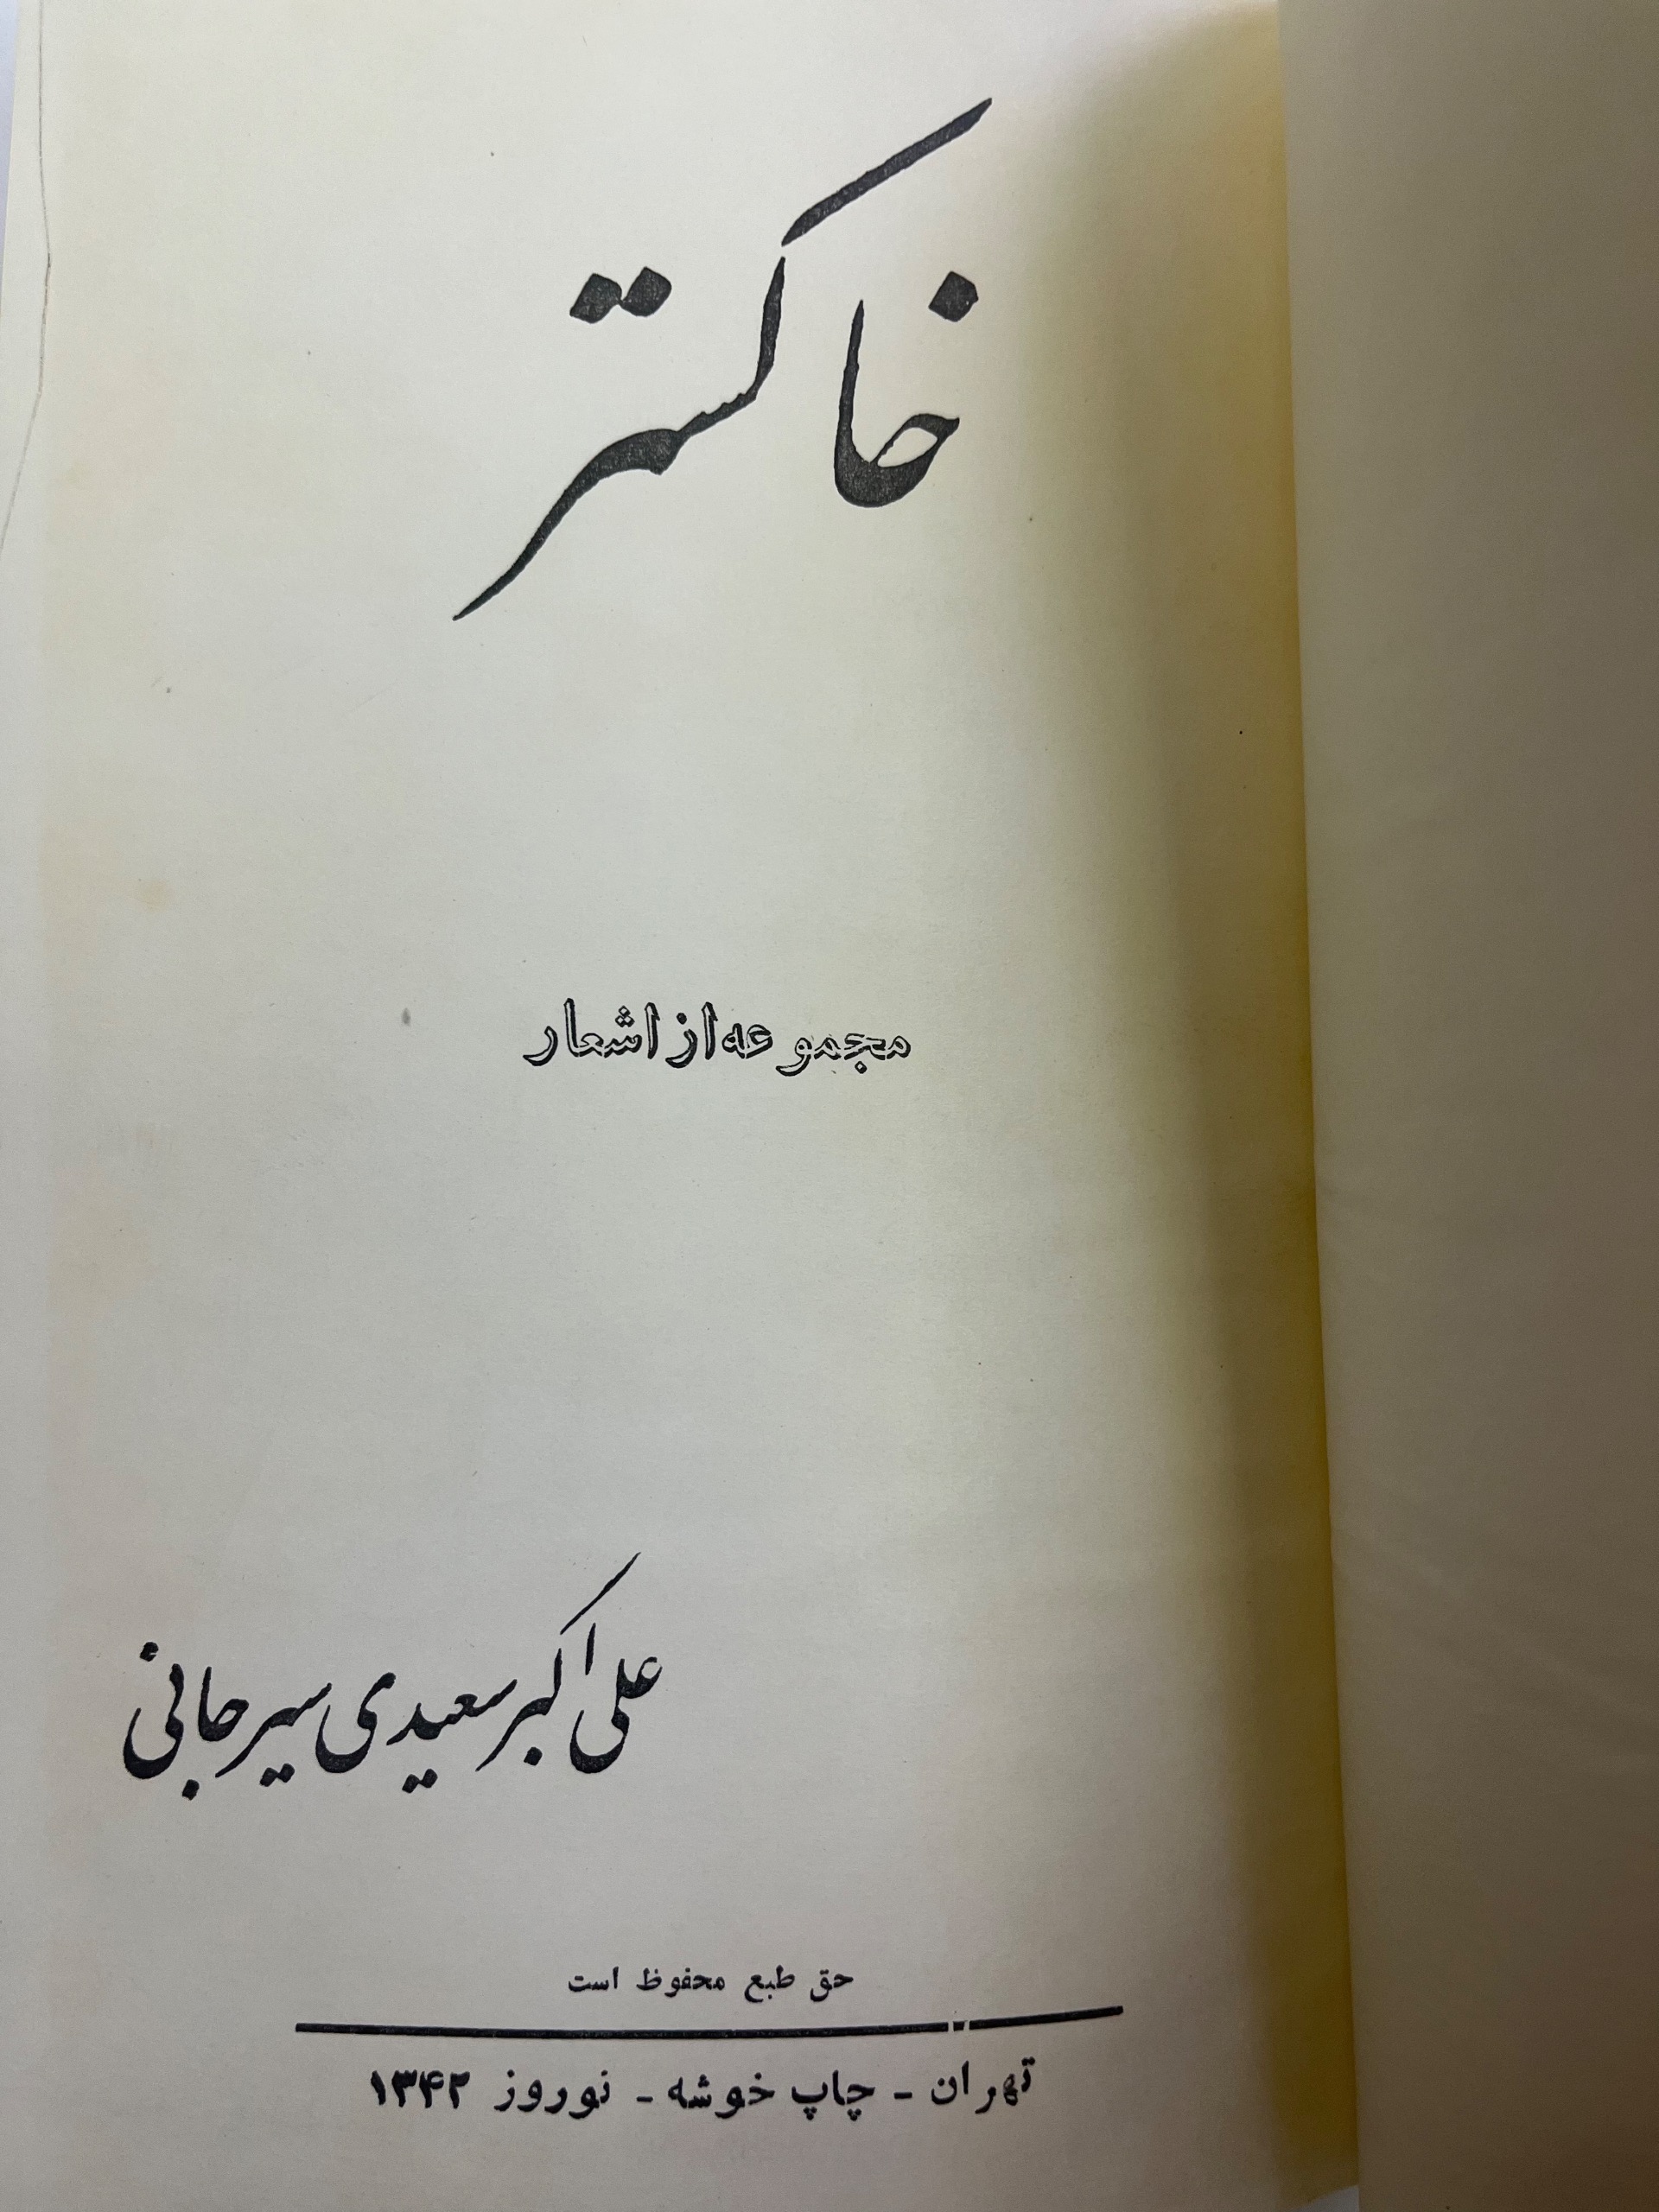 خاکستر
مجموعه از اشعار
علی اکبر سعیدی سیرجانی
حق طبع محفوظ است
تهران - چاپ خوشه - نوروز ۱۳۴۲